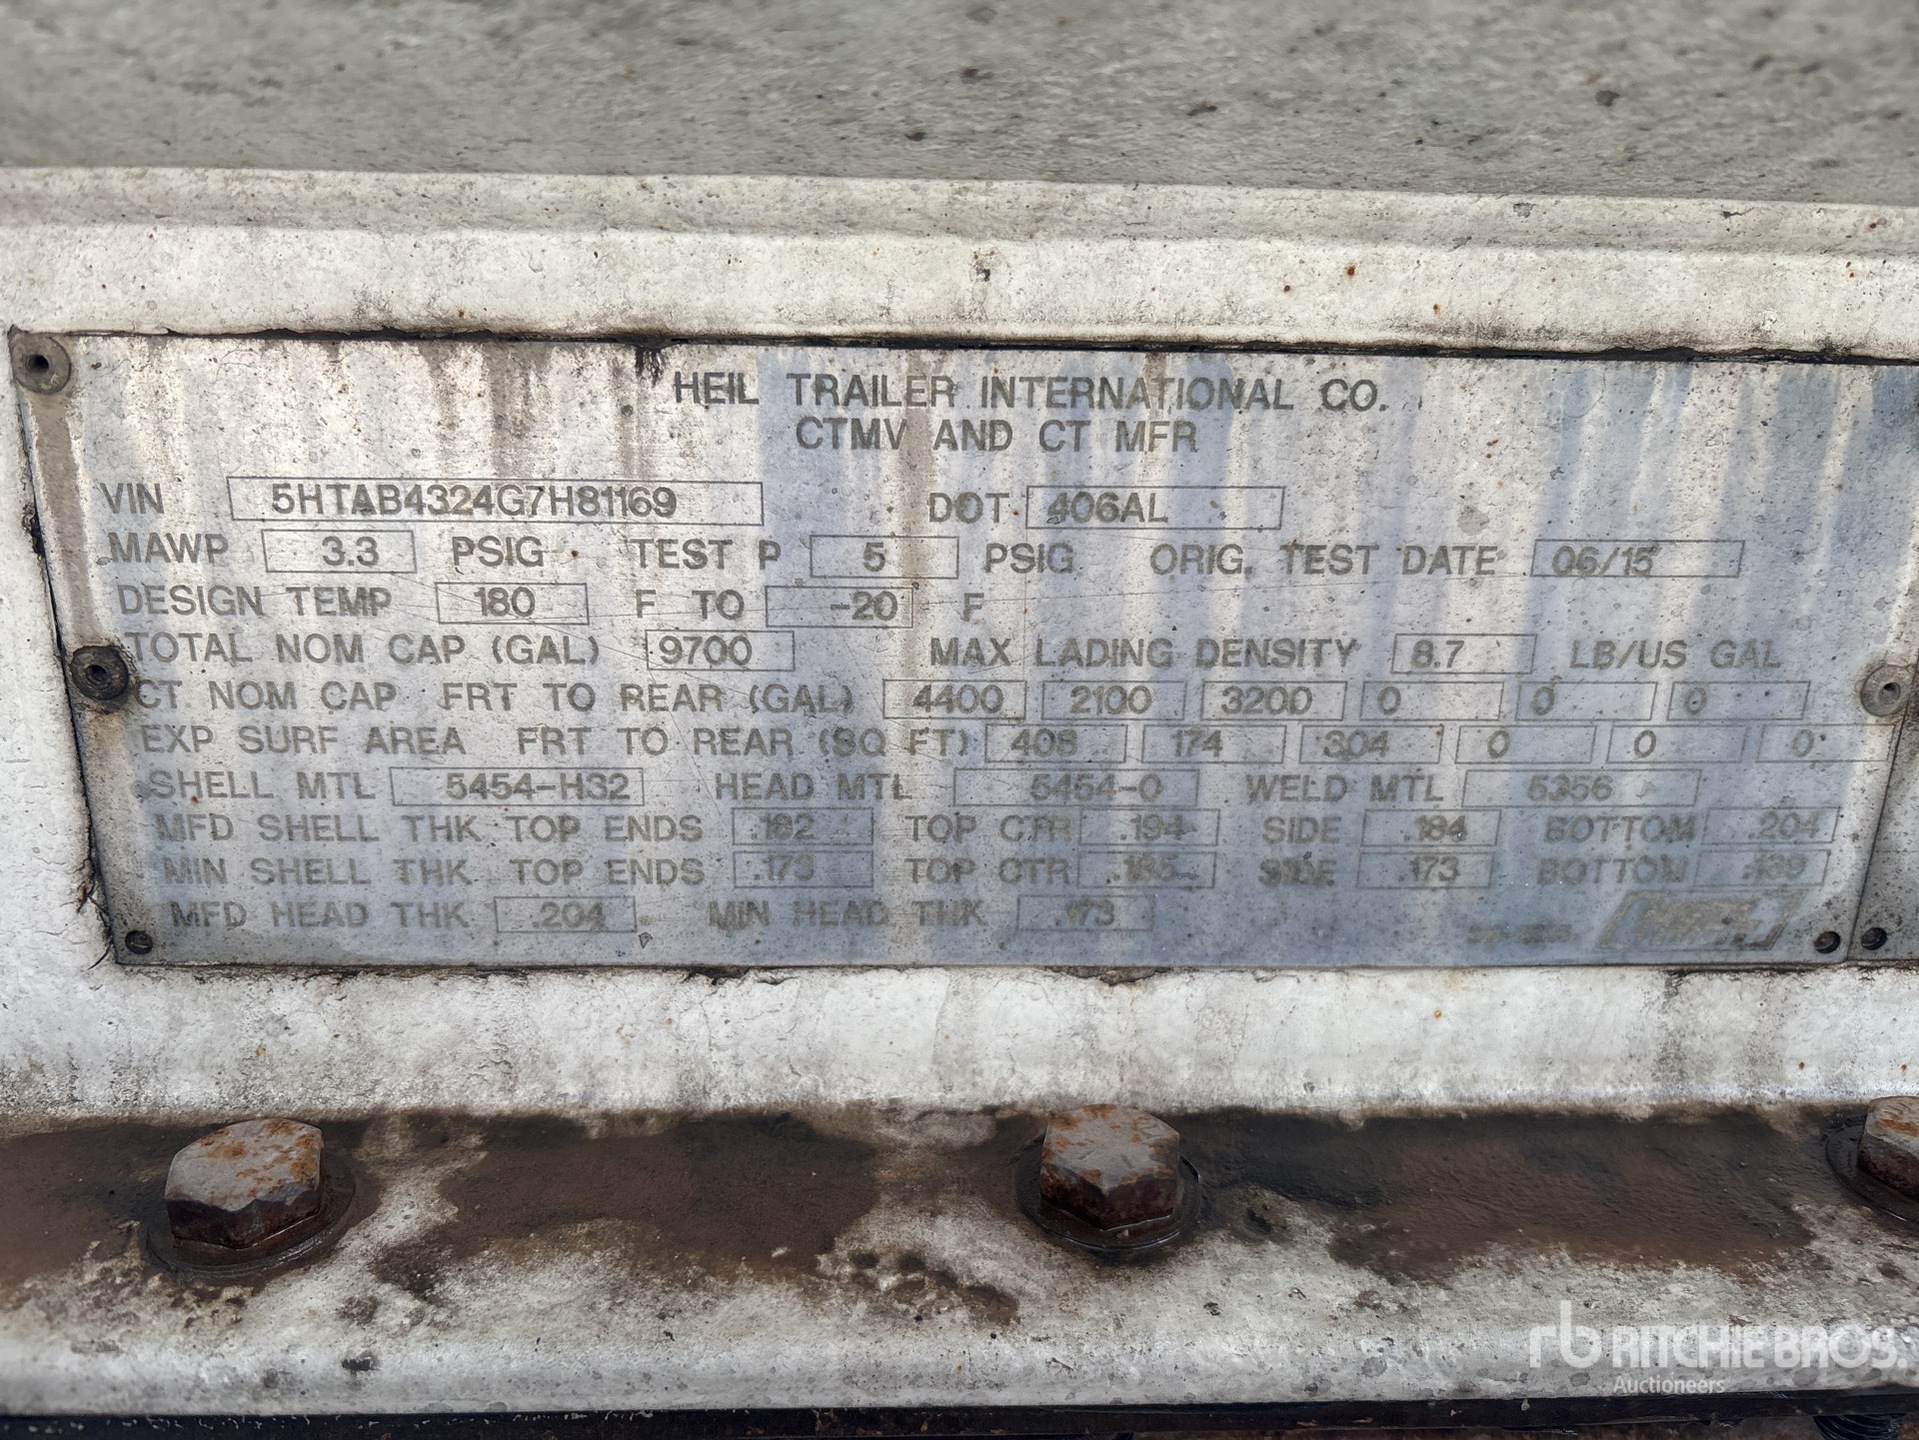 HEIL TRAILER INTERNATIONAL CO.
CTMV AND CT MFR
VIN 5HTAB4324G7H81169 DOT 406AL
MAWP 3.3 PSIG TEST P 5 PSIG ORIG. TEST DATE 06/15
DESIGN TEMP 180 F TO -20 F
TOTAL NOM CAP (GAL) 9700 MAX LADING DENSITY 8.7 LB/US GAL
CT NOM CAP FRT TO REAR (GAL) 4400 2100 3200 0 0 0
EXP SURF AREA FRT TO REAR (SQ FT) 408 174 304 0 0 0
SHELL MTL 5454-H32 HEAD MTL 5454-0 WELD MTL 5356
MFD SHELL THK TOP ENDS .182 TOP CTR .194 SIDE .184 BOTTOM .204
MIN SHELL THK TOP ENDS .173 TOP CTR .185 SIDE .173 BOTTOM
MFD HEAD THK .204 MIN HEAD THK .173
rb RITCHIE BROS.
Auctioneers